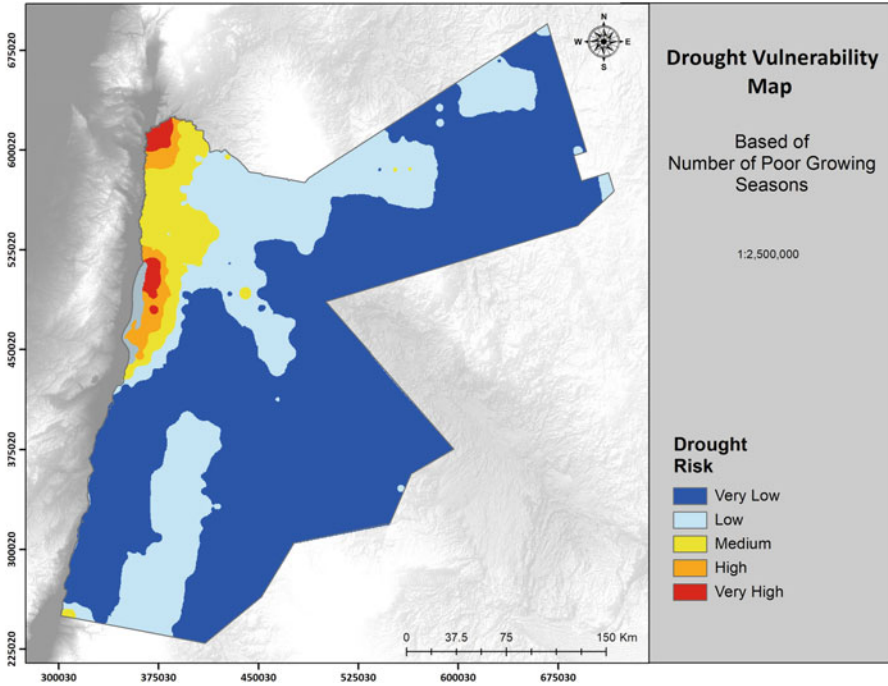 Drought Vulnerability
Map
Based of
Number of Poor Growing
Seasons
1:2,500,000
Drought
Risk
Very Low
Low
Medium
High
Very High
N
W E
S
675020
600020
525020
450020
375020
300020
225020
0 37.5 75 150 Km
300030 375030 450030 525030 600030 675030